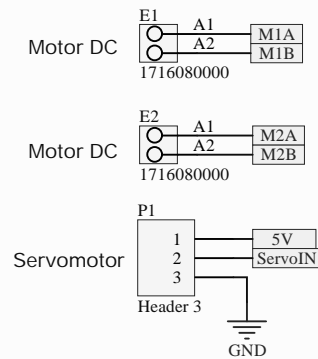 E1
A1 M1A
Motor DC
A2 M1B
1716080000
E2
A1 M2A
Motor DC
A2 M2B
1716080000
P1
1 5V
Servomotor 2 ServoIN
3
Header 3
GND